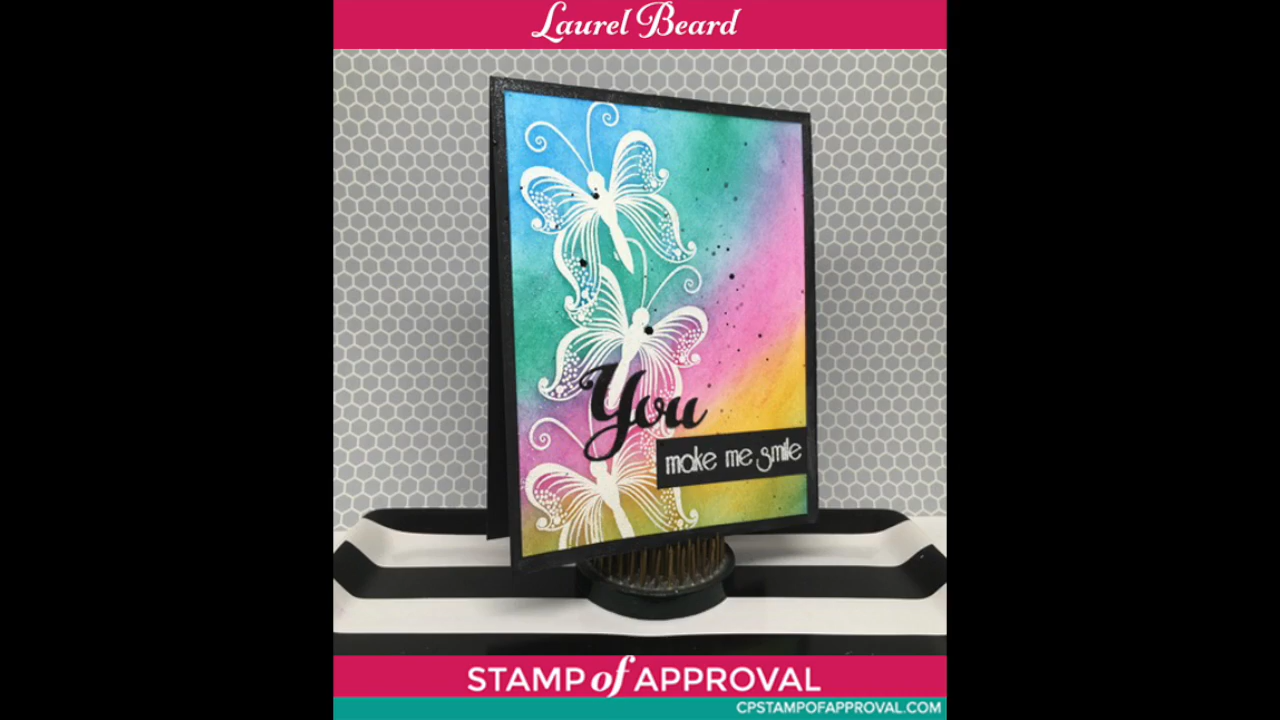 Laurel Beard
You
make me smile
STAMP of APPROVAL
CPSTAMPOFAPPROVAL.COM